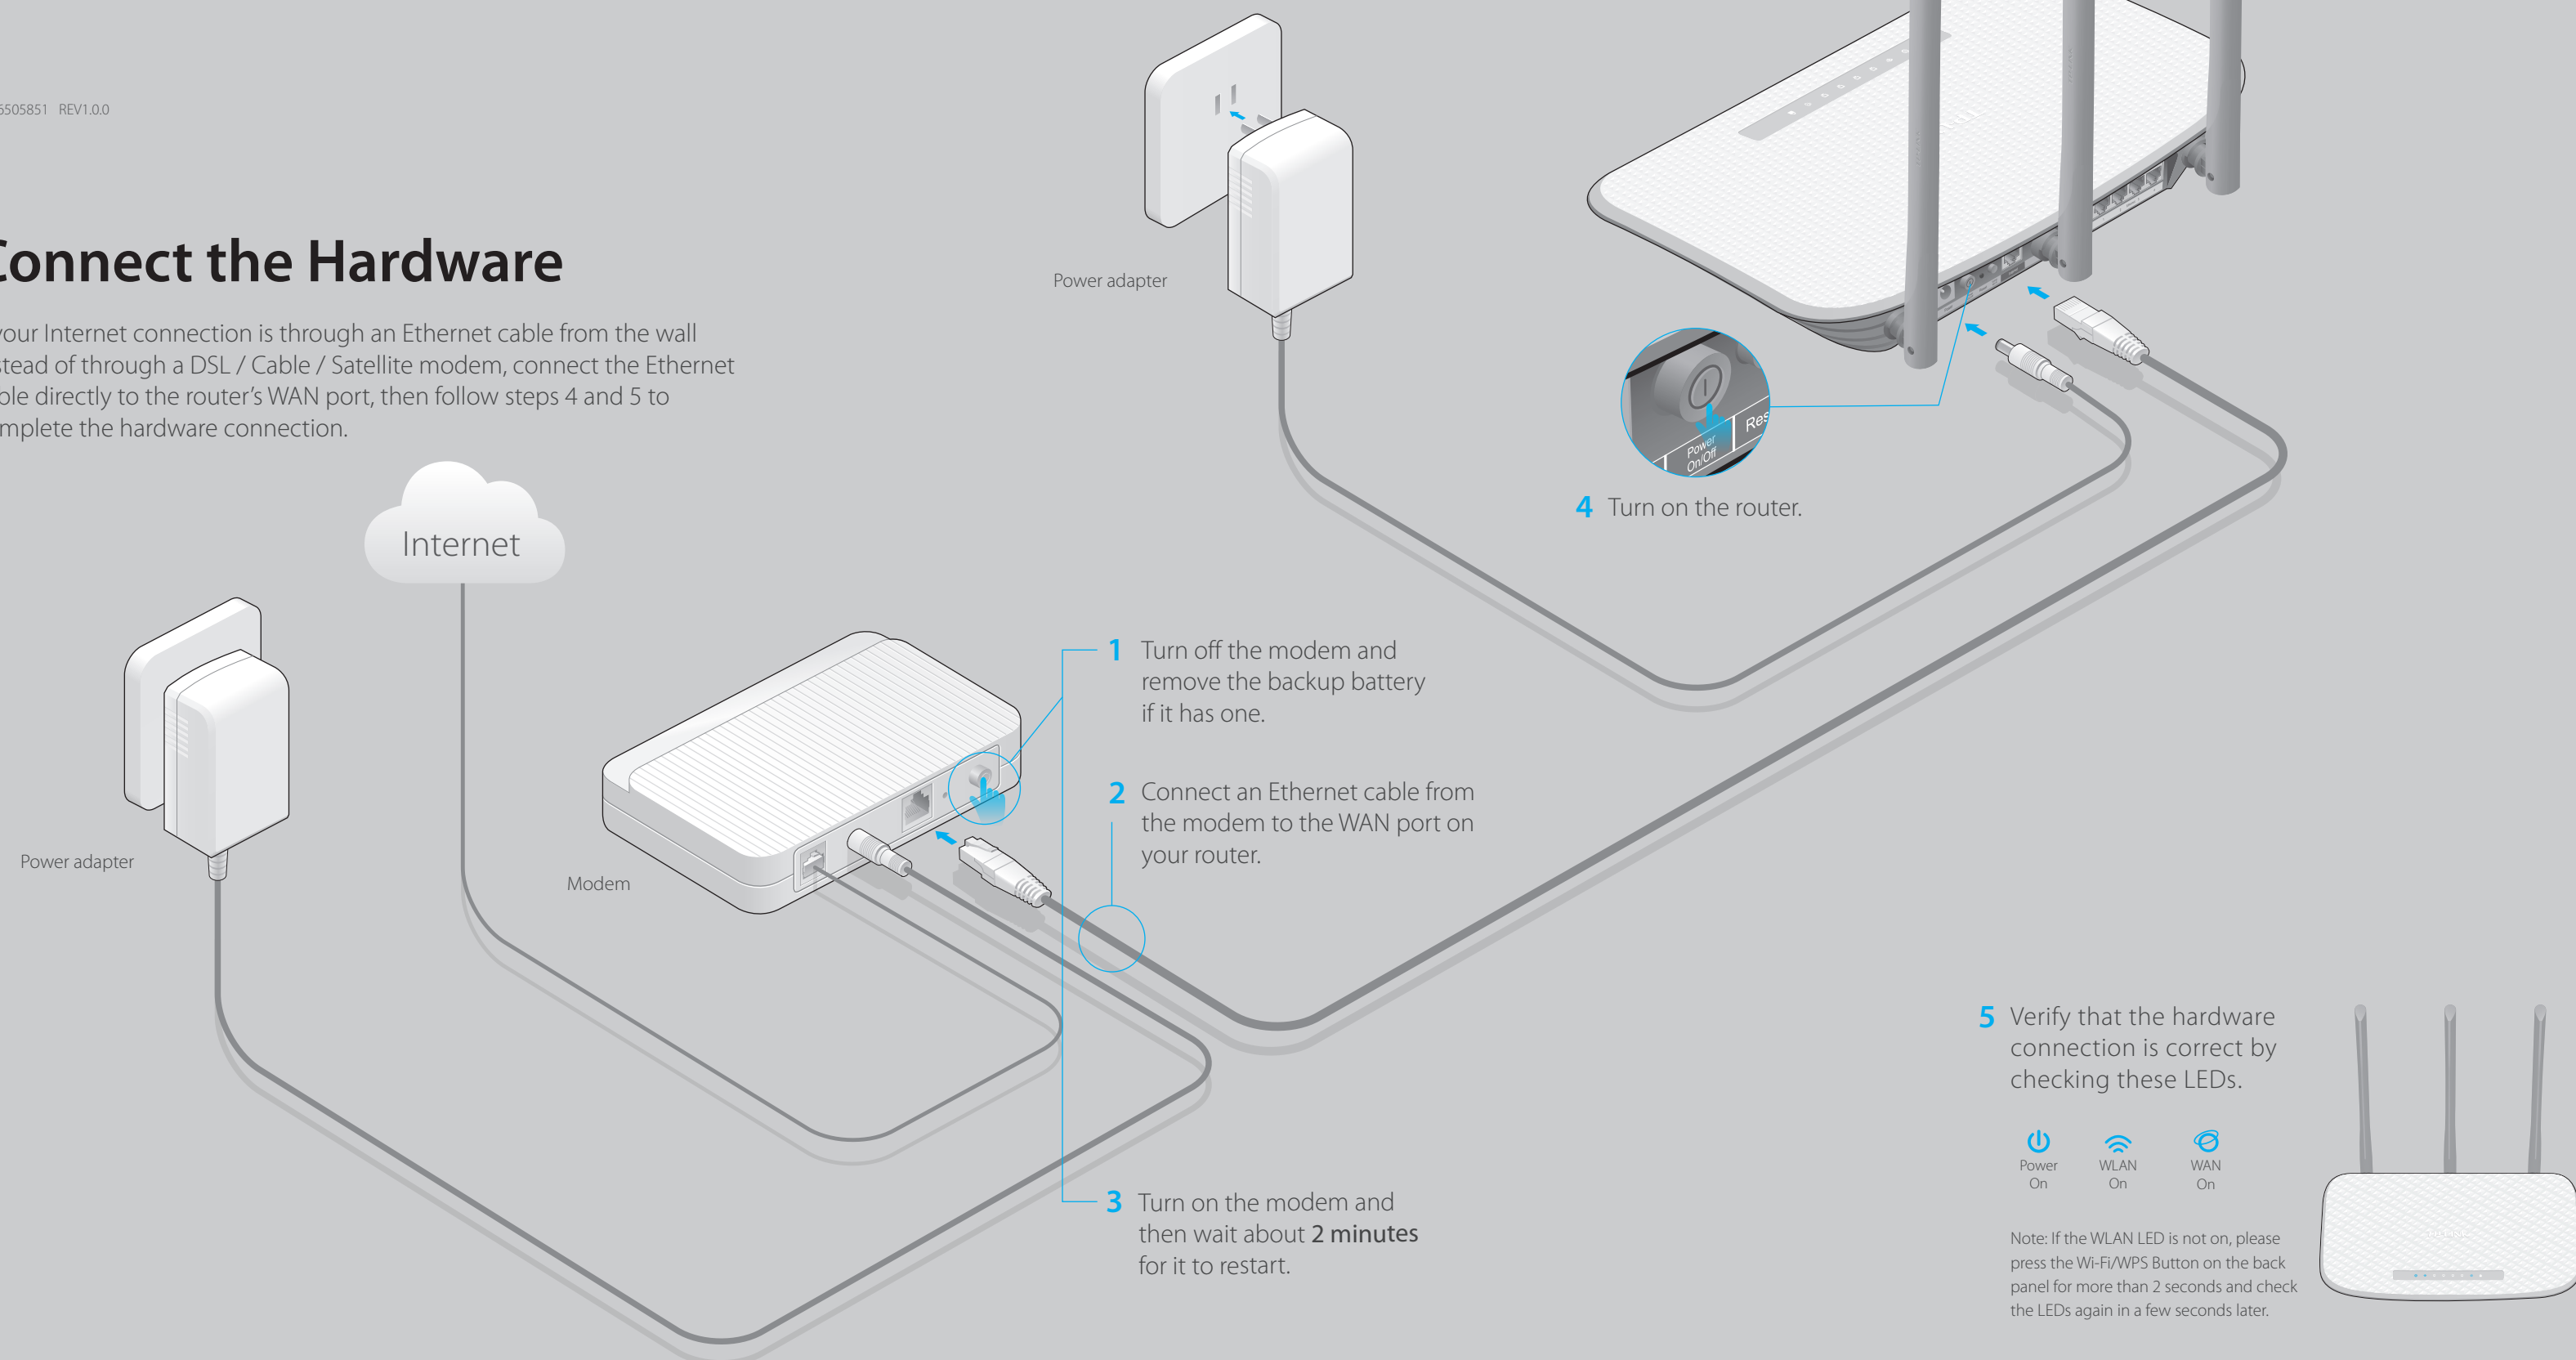 6505851 REV1.0.0
Connect the Hardware
your Internet connection is through an Ethernet cable from the wall
stead of through a DSL / Cable / Satellite modem, connect the Ethernet
ble directly to the router's WAN port, then follow steps 4 and 5 to
mplete the hardware connection.
Power adapter
Power
On/Off
Res
4 Turn on the router.
Internet
Power adapter
Modem
1 Turn off the modem and
remove the backup battery
if it has one.
2 Connect an Ethernet cable from
the modem to the WAN port on
your router.
3 Turn on the modem and
then wait about 2 minutes
for it to restart.
5 Verify that the hardware
connection is correct by
checking these LEDs.
Power
On
WLAN
On
WAN
On
Note: If the WLAN LED is not on, please
press the Wi-Fi/WPS Button on the back
panel for more than 2 seconds and check
the LEDs again in a few seconds later.